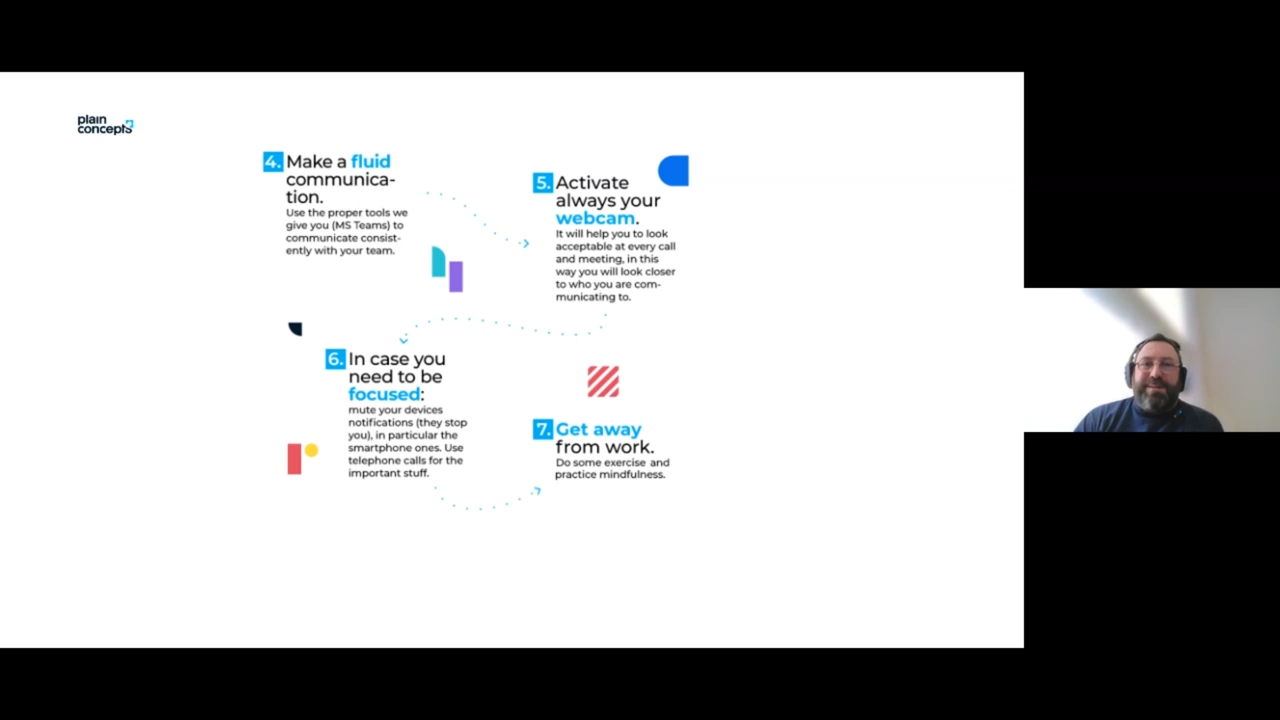 plain
concepts
4. Make a fluid
communica-
tion.
Use the proper tools we
give you (MS Teams) to
communicate consist-
ently with your team.
5. Activate
always your
webcam.
It will help you to look
acceptable at every call
and meeting, in this
way you will look closer
to who you are com-
municating to.
6. In case you
need to be
focused:
mute your devices
notifications (they stop
you), in particular the
smartphone ones. Use
telephone calls for the
important stuff.
7. Get away
from work.
Do some exercise and
practice mindfulness.